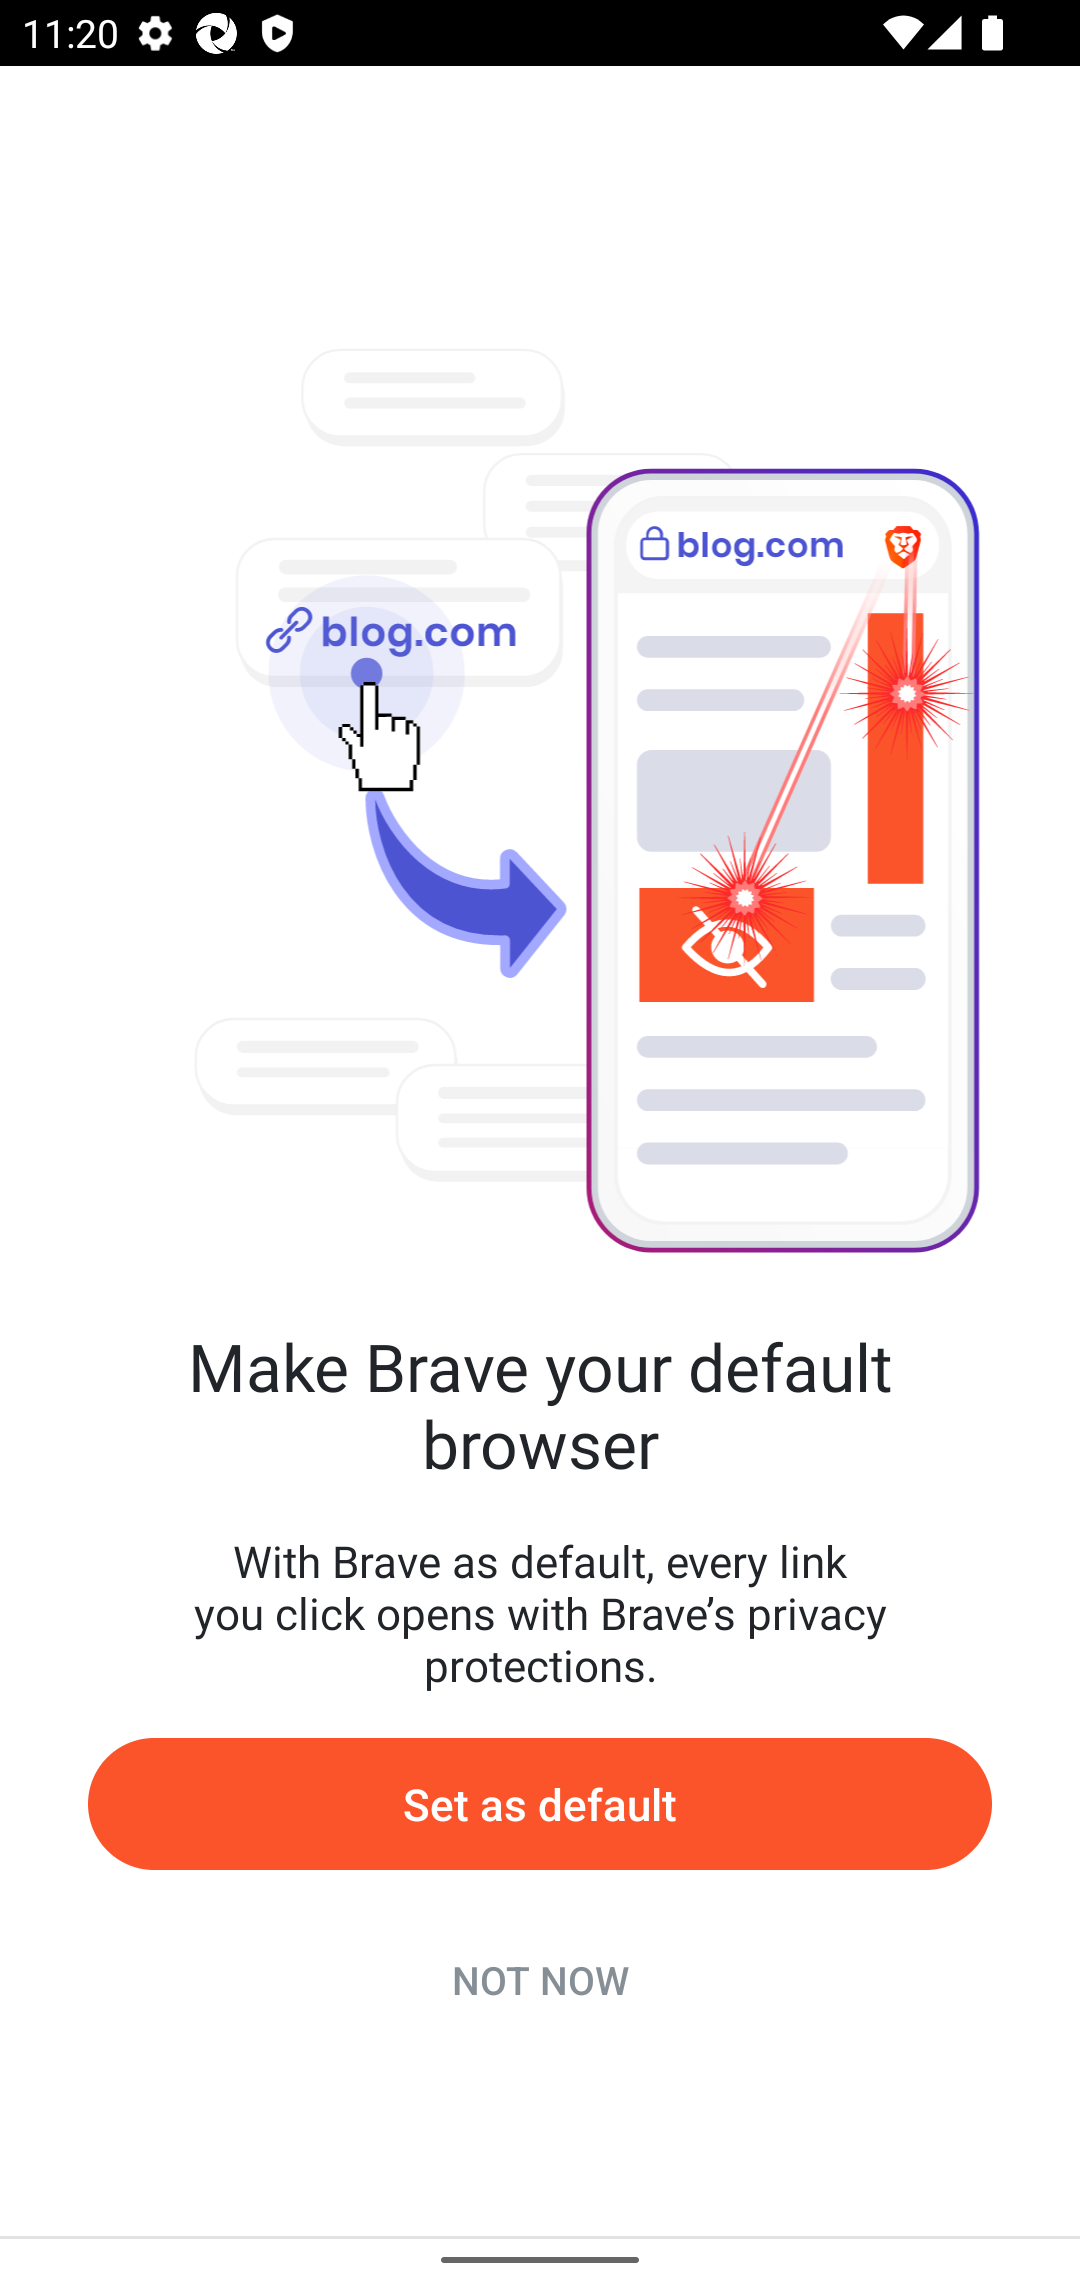 11:20
blog.com
blog.com
Make Brave your default
browser
With Brave as default, every link
you click opens with Brave’s privacy
protections.
Set as default
NOT NOW